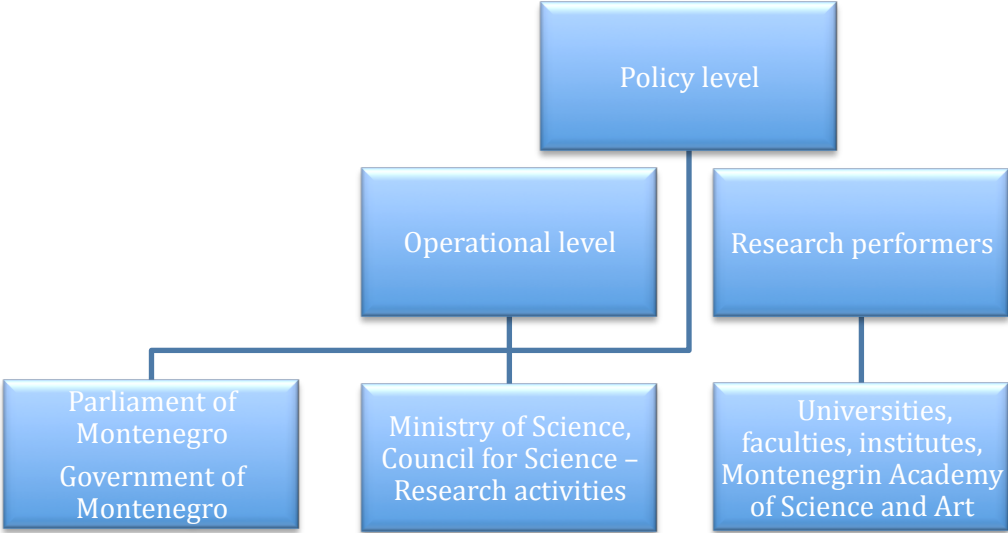 Policy level
Operational level
Research performers
Parliament of
Montenegro
Government of
Montenegro
Ministry of Science,
Council for Science –
Research activities
Universities,
faculties, institutes,
Montenegrin Academy
of Science and Art